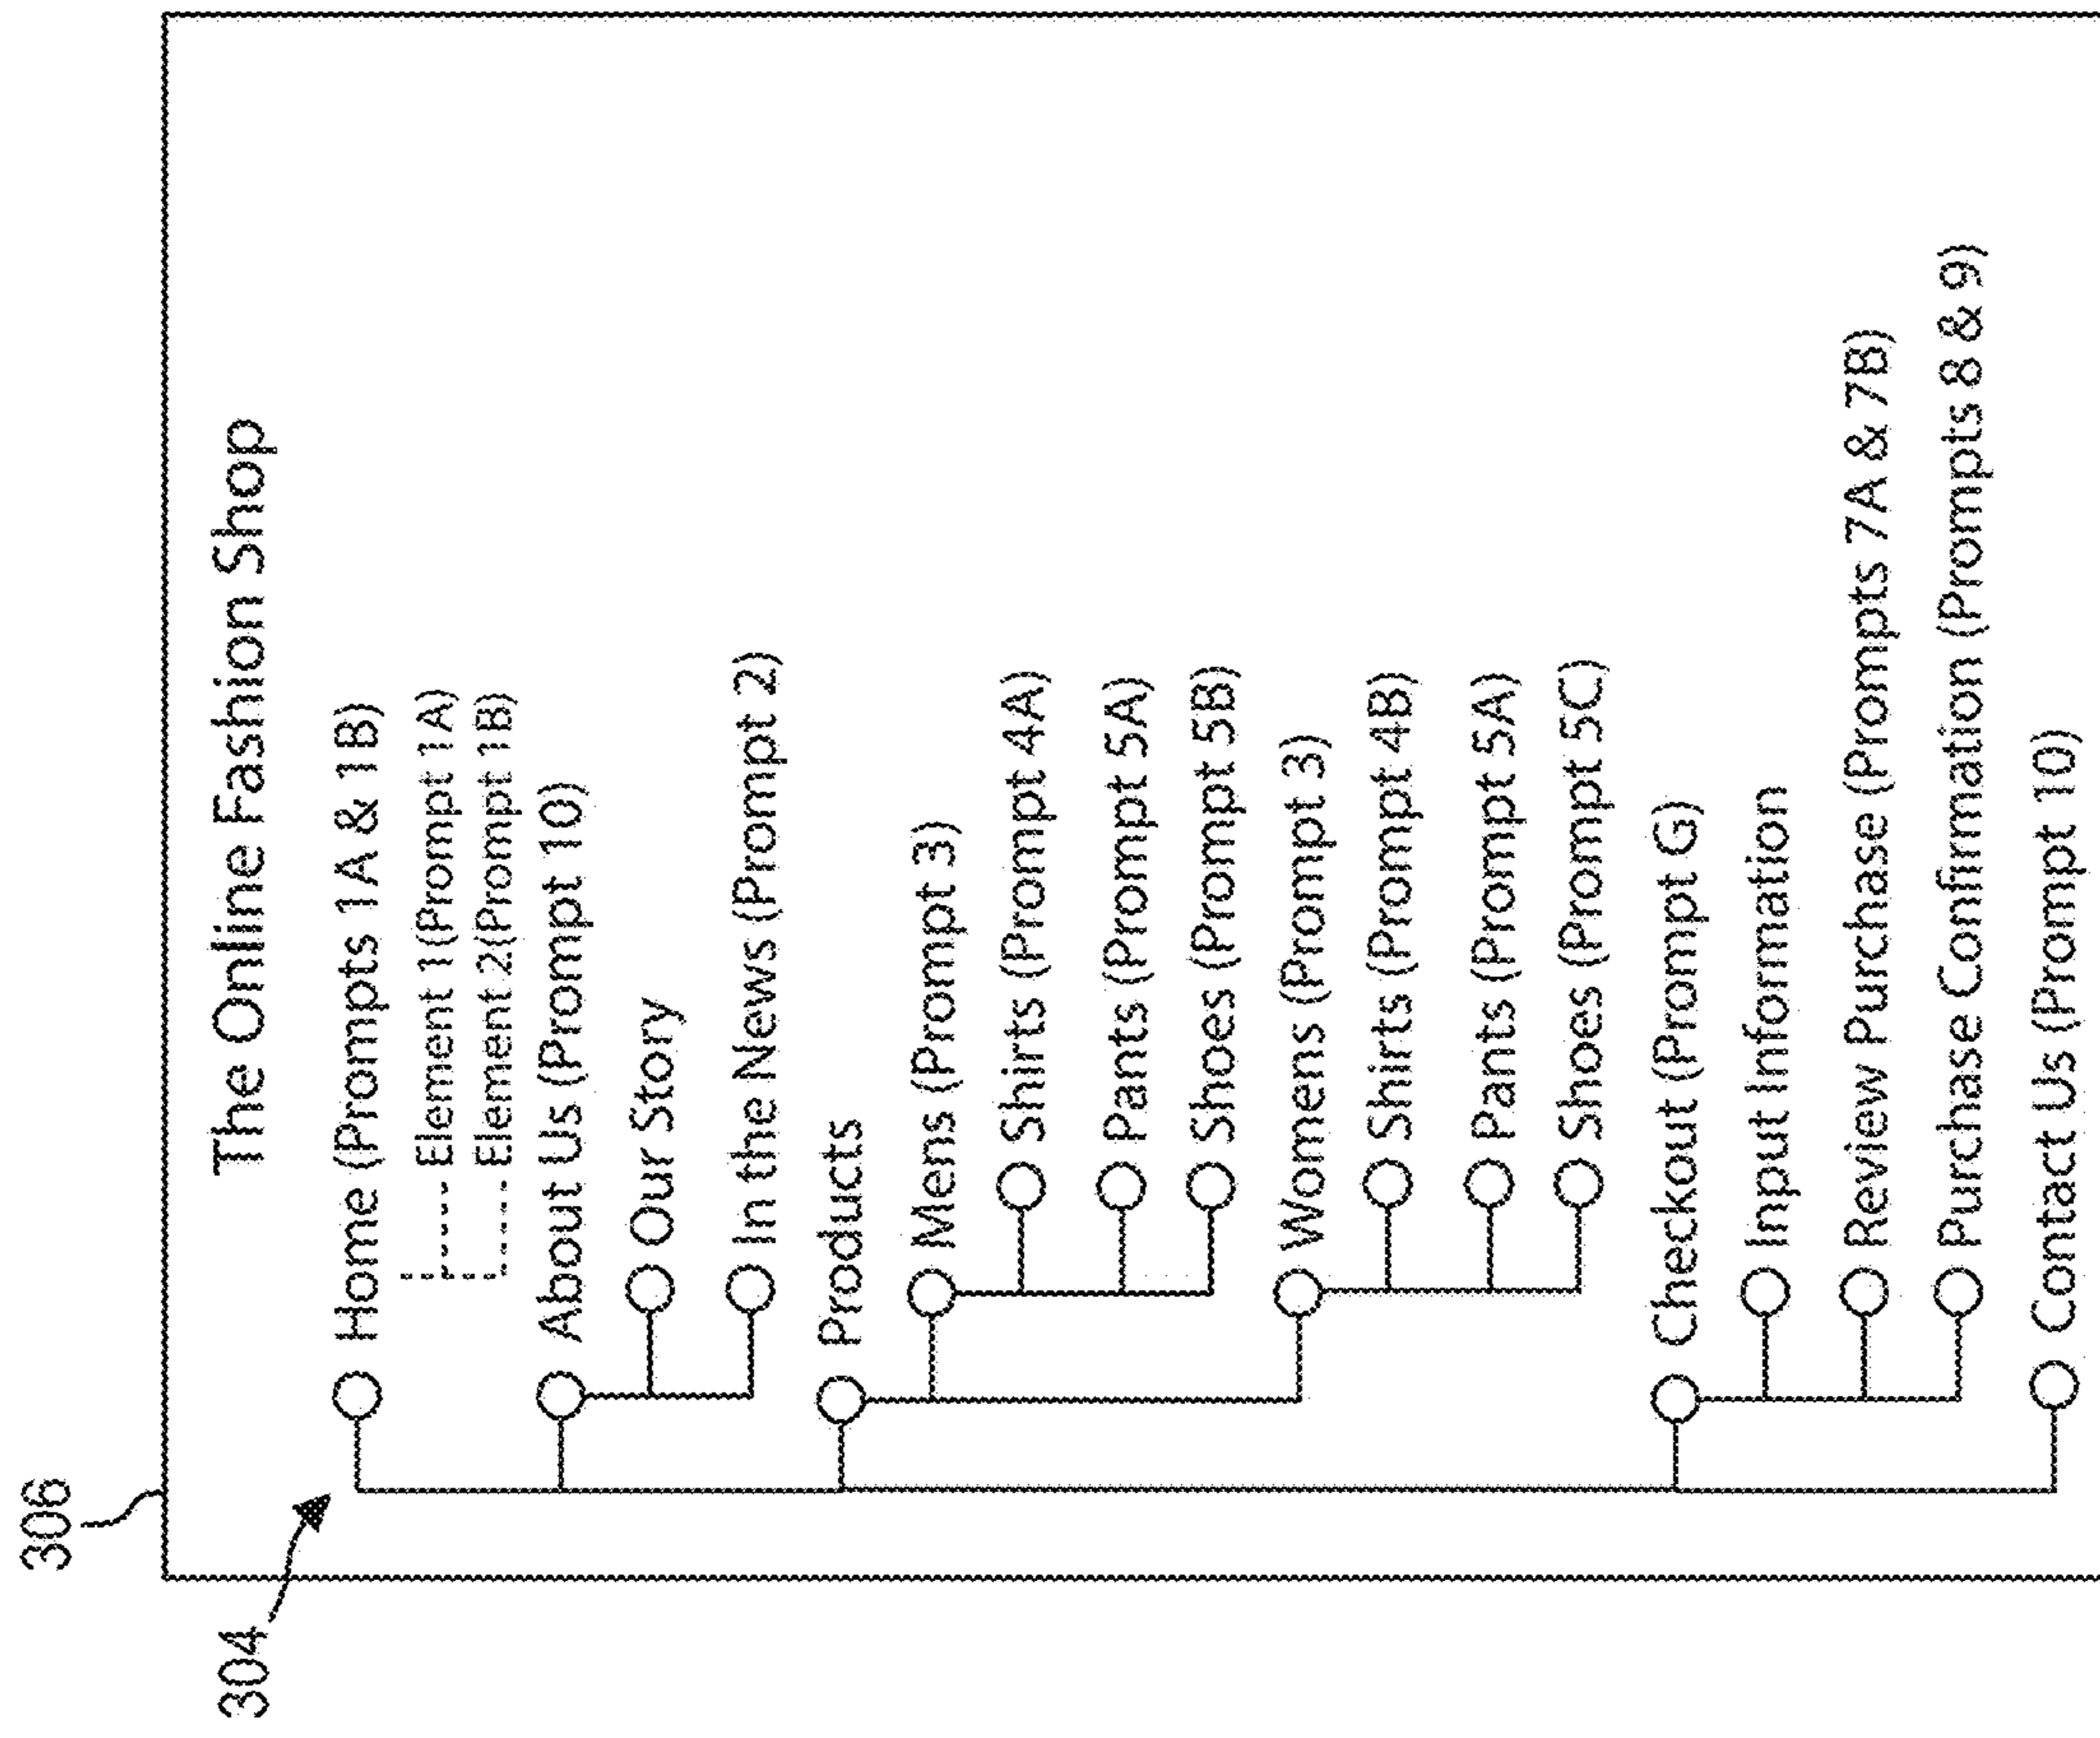 306
304
The Online Fashion Shop
Home (Prompts 1A & 1B)
Element 1(Prompt 1A)
Element 2(Prompt 1B)
About Us (Prompt 10)
Our Story
In the News (Prompt 2)
Products
Mens (Prompt 3)
Shirts (Prompt 4A)
Pants (Prompt 5A)
Shoes (Prompt 5B)
Womens (Prompt 3)
Shirts (Prompt 4B)
Pants (Prompt 5A)
Shoes (Prompt 5C)
Checkout (Prompt G)
Input Information
Review Purchase (Prompts 7A & 7B)
Purchase Confirmation (Prompts 8 & 9)
Contact Us (Prompt 10)